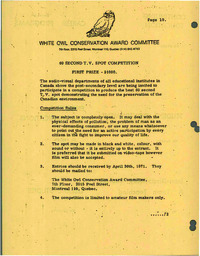 Page 10.
WHITE OWL CONSERVATION AWARD COMMITTEE
60 SECOND T.V. SPOT COMPETITION
FIRST PRIZE - $1500.
The audio-visual departments of all educational institutes in
Canada above the post-secondary level are being invited to
participate in a competition to produce the best 60 second
T.V. spot demonstrating the need for the preservation of the
Canadian environment.
Competition Rules
1. The subject is completely open. It may deal with the
physical effects of pollution, the problem of man as an
ever-demanding consumer, or use any means whatsoever
to point out the need for an active participation by every
citizen in the fight to improve our quality of life.
2. The spot may be made in black and white, colour, with
sound or without - it is entirely up to the entrant. It
is preferred that it be submitted on video-tape however
film will also be accepted.
3. Entries should be received by April 30th, 1971. They
should be mailed to:
The White Owl Conservation Award Committee,
7th Floor, 2015 Peel Street,
Montreal 110, Quebec.
4. The competition is limited to amateur film makers only.